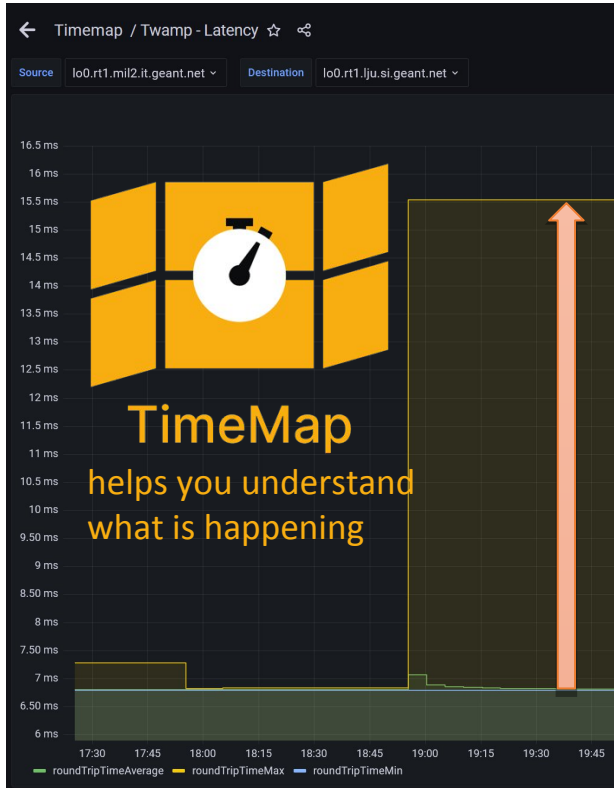 Timemap / Twamp - Latency
Source lo0.rt1.mil2.it.geant.net Destination lo0.rt1.lju.si.geant.net
16.5 ms
16 ms
15.5 ms
15 ms
14.5 ms
14 ms
13.5 ms
13 ms
12.5 ms
12 ms
11.5 ms
11 ms
10.5 ms
10 ms
9.50 ms
9 ms
8.50 ms
8 ms
7.50 ms
7 ms
6.50 ms
6 ms
TimeMap
helps you understand
what is happening
17:30 17:45 18:00 18:15 18:30 18:45 19:00 19:15 19:30 19:45
roundTripTimeAverage roundTripTimeMax roundTripTimeMin